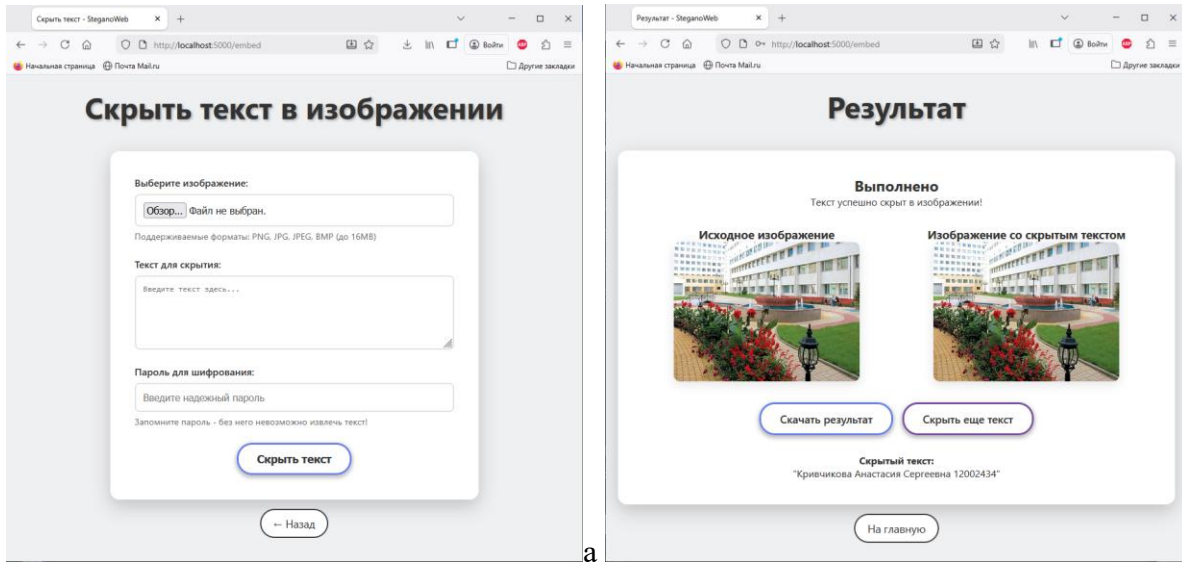 Скрыть текст - SteganoWeb
http://localhost:5000/embed
Войти
ABP
Начальная страница
Почта Mail.ru
Другие закладки
Скрыть текст в изображении
Выберите изображение:
Обзор... Файл не выбран.
Поддерживаемые форматы: PNG, JPG, JPEG, BMP (до 16MB)
Текст для скрытия:
Введите текст здесь...
Пароль для шифрования:
Введите надежный пароль
Запомните пароль - без него невозможно извлечь текст!
Скрыть текст
← Назад
а
Результат - SteganoWeb
http://localhost:5000/embed
Войти
ABP
Начальная страница
Почта Mail.ru
Другие закладки
Результат
Выполнено
Текст успешно скрыт в изображении!
Исходное изображение
Изображение со скрытым текстом
Скачать результат
Скрыть еще текст
Скрытый текст:
"Кривчикова Анастасия Сергеевна 12002434"
На главную